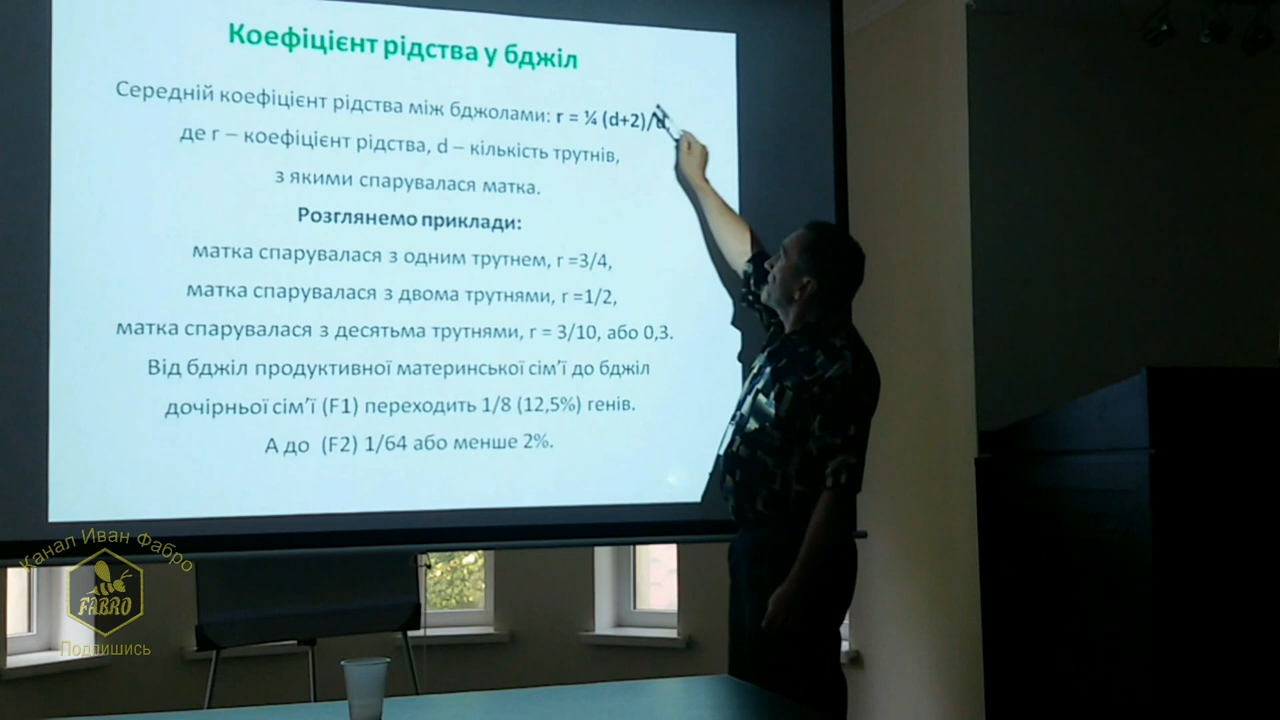 Коефіцієнт рідства у бджіл
Середній коефіцієнт рідства між бджолами: r = ¼ (d+2)/d
де r – коефіцієнт рідства, d – кількість трутнів,
з якими спарувалася матка.
Розглянемо приклади:
матка спарувалася з одним трутнем, r =3/4,
матка спарувалася з двома трутнями, r =1/2,
матка спарувалася з десятьма трутнями, r = 3/10, або 0,3.
Від бджіл продуктивної материнської сім’ї до бджіл
дочірньої сім’ї (F1) переходить 1/8 (12,5%) генів.
А до (F2) 1/64 або менше 2%.
Канал Иван Фабро
FABRO
Подпишись